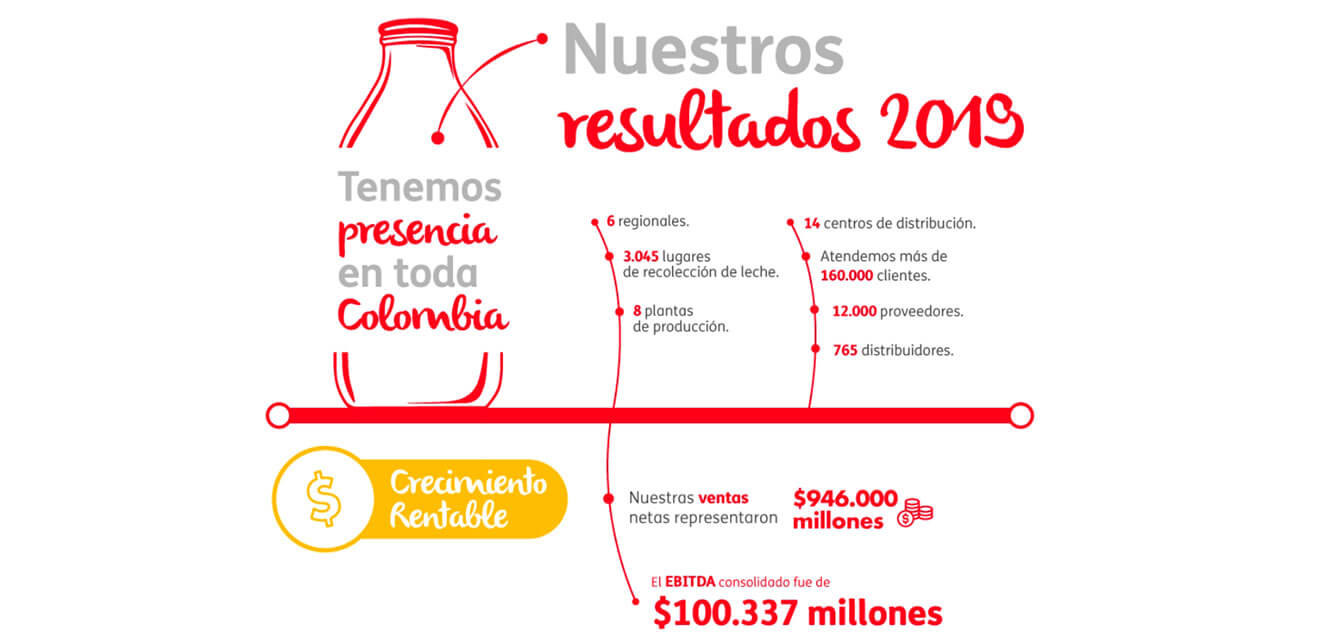 Nuestros
resultados 2019
Tenemos
presencia
en toda
Colombia
6 regionales.
3.045 lugares
de recolección de leche.
8 plantas
de producción.
14 centros de distribución.
Atendemos más de
160.000 clientes.
12.000 proveedores.
765 distribuidores.
$
Crecimiento
Rentable
Nuestras ventas
netas representaron
$946.000
millones
$
El EBITDA consolidado fue de
$100.337 millones